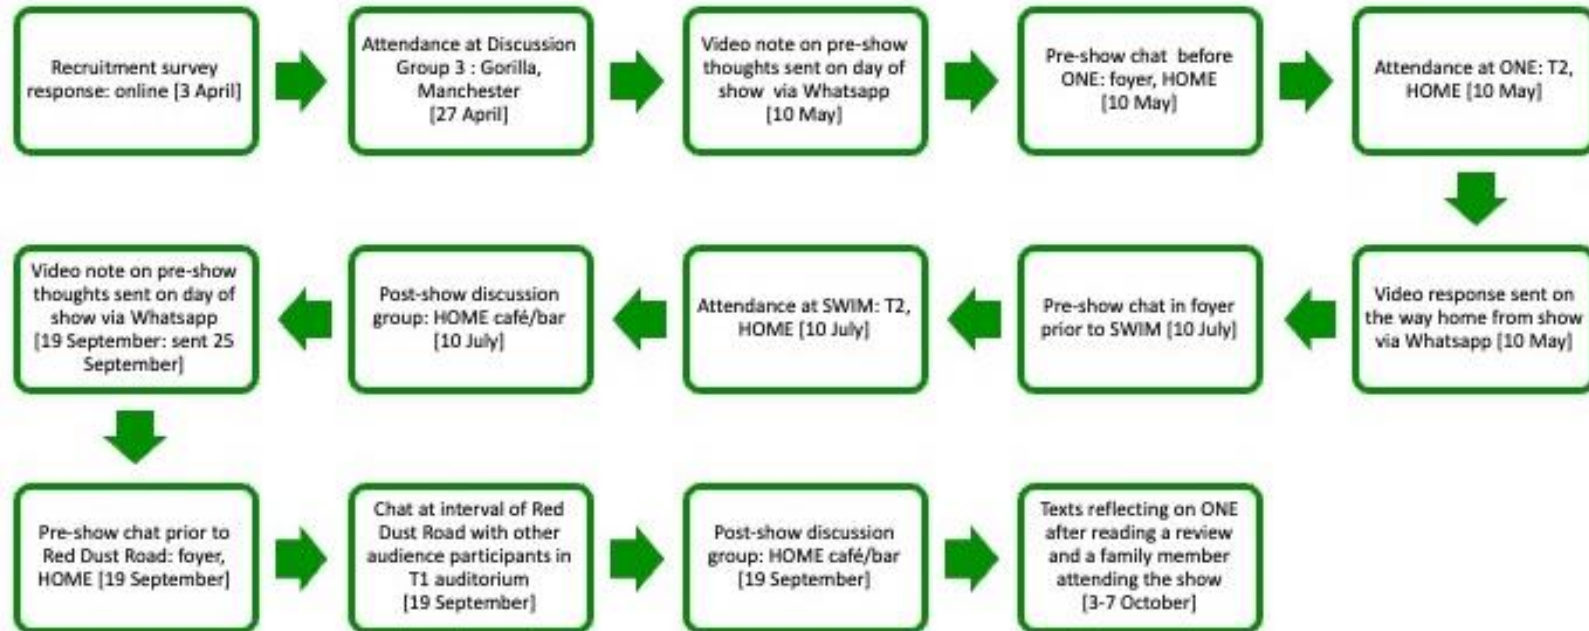 Recruitment survey
response: online [3 April]
Attendance at Discussion
Group 3 : Gorilla,
Manchester
[27 April]
Video note on pre-show
thoughts sent on day of
show via Whatsapp
[10 May]
Pre-show chat before
ONE: foyer, HOME
[10 May]
Attendance at ONE: T2,
HOME [10 May]
Video response sent on
the way home from show
via Whatsapp [10 May]
Pre-show chat in foyer
prior to SWIM [10 July]
Attendance at SWIM: T2,
HOME [10 July]
Post-show discussion
group: HOME café/bar
[10 July]
Video note on pre-show
thoughts sent on day of
show via Whatsapp
[19 September: sent 25
September]
Pre-show chat prior to
Red Dust Road: foyer,
HOME [19 September]
Chat at interval of Red
Dust Road with other
audience participants in
T1 auditorium
[19 September]
Post-show discussion
group: HOME café/bar
[19 September]
Texts reflecting on ONE
after reading a review
and a family member
attending the show
[3-7 October]